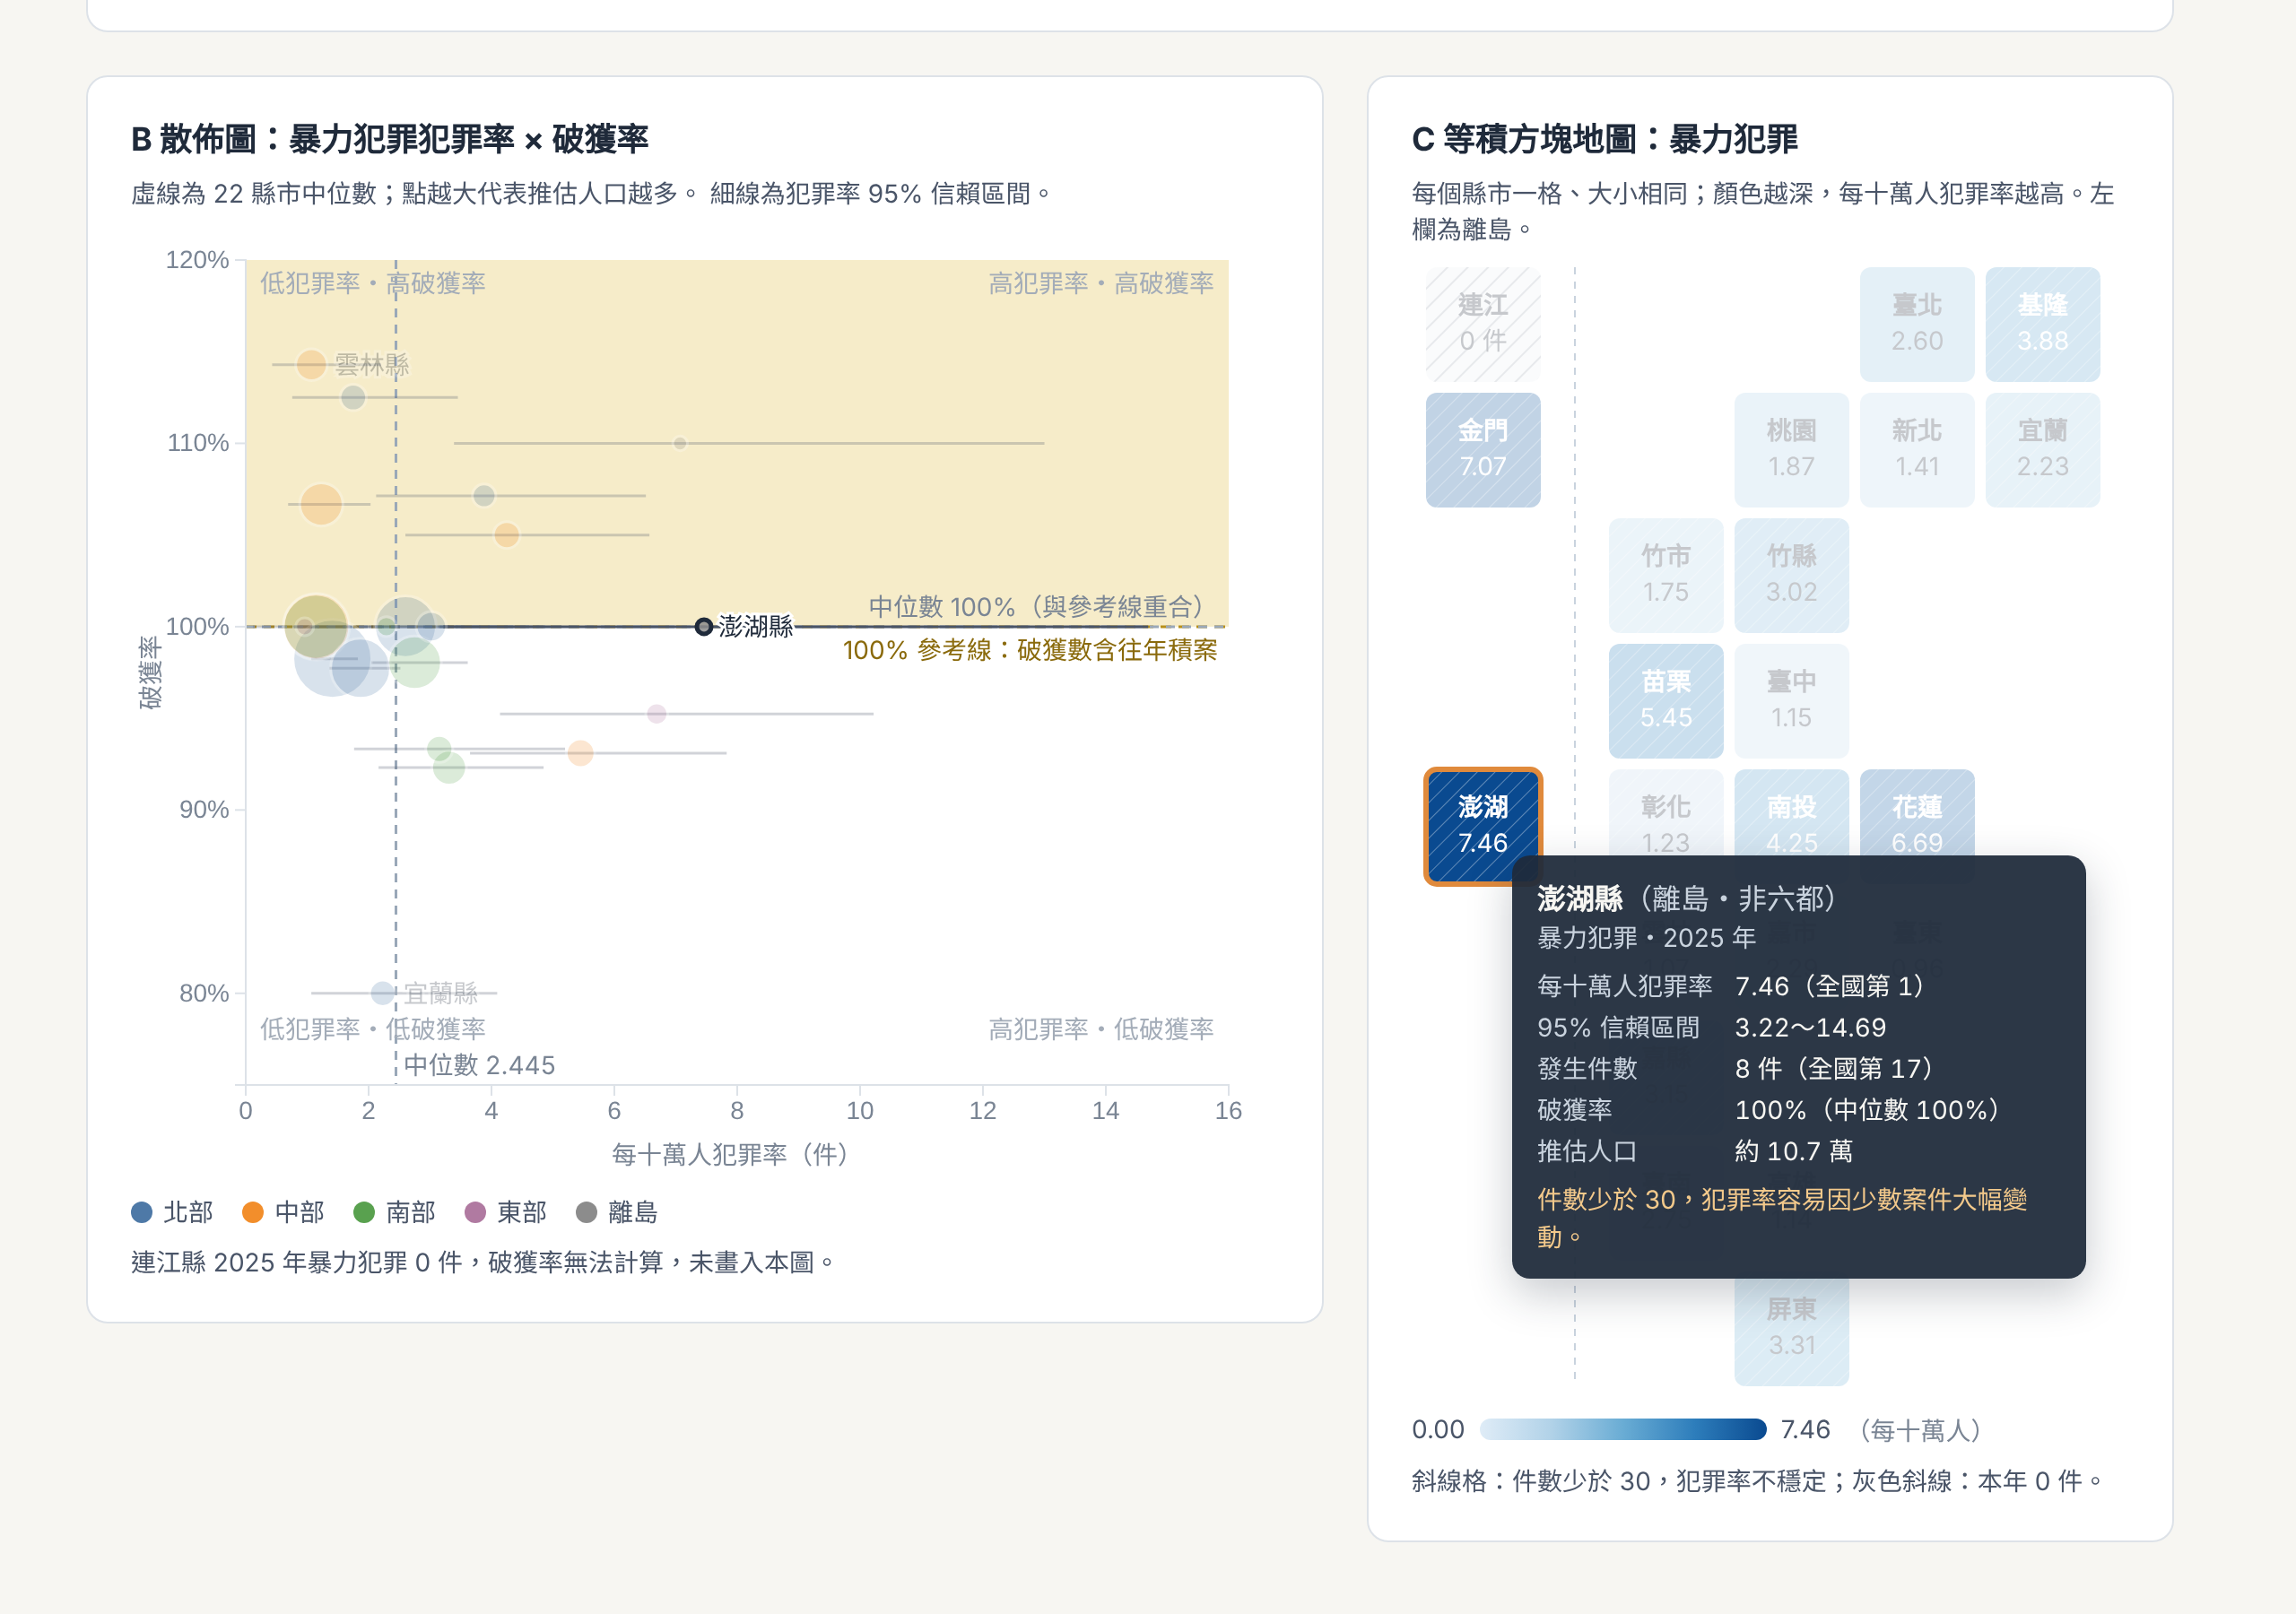 B 散佈圖：暴力犯罪犯罪率 × 破獲率
虛線為 22 縣市中位數；點越大代表推估人口越多。 細線為犯罪率 95% 信賴區間。
120%
低犯罪率・高破獲率
高犯罪率・高破獲率
雲林縣
110%
中位數 100%（與參考線重合）
100%
澎湖縣
100% 參考線：破獲數含往年積案
破獲率
90%
80%
宜蘭縣
低犯罪率・低破獲率
高犯罪率・低破獲率
中位數 2.445
0 2 4 6 8 10 12 14 16
每十萬人犯罪率（件）
北部 中部 南部 東部 離島
連江縣 2025 年暴力犯罪 0 件，破獲率無法計算，未畫入本圖。
C 等積方塊地圖：暴力犯罪
每個縣市一格、大小相同；顏色越深，每十萬人犯罪率越高。左
欄為離島。
連江 臺北 基隆
0 件 2.60 3.88
金門 桃園 新北 宜蘭
7.07 1.87 1.41 2.23
竹市 竹縣
1.75 3.02
苗栗 臺中
5.45 1.15
澎湖 彰化 南投 花蓮
7.46 1.23 4.25 6.69
澎湖縣（離島・非六都）
暴力犯罪・2025 年
每十萬人犯罪率 7.46（全國第 1）
95% 信賴區間 3.22～14.69
發生件數 8 件（全國第 17）
破獲率 100%（中位數 100%）
推估人口 約 10.7 萬
件數少於 30，犯罪率容易因少數案件大幅變
動。
屏東
3.31
0.00 7.46 （每十萬人）
斜線格：件數少於 30，犯罪率不穩定；灰色斜線：本年 0 件。